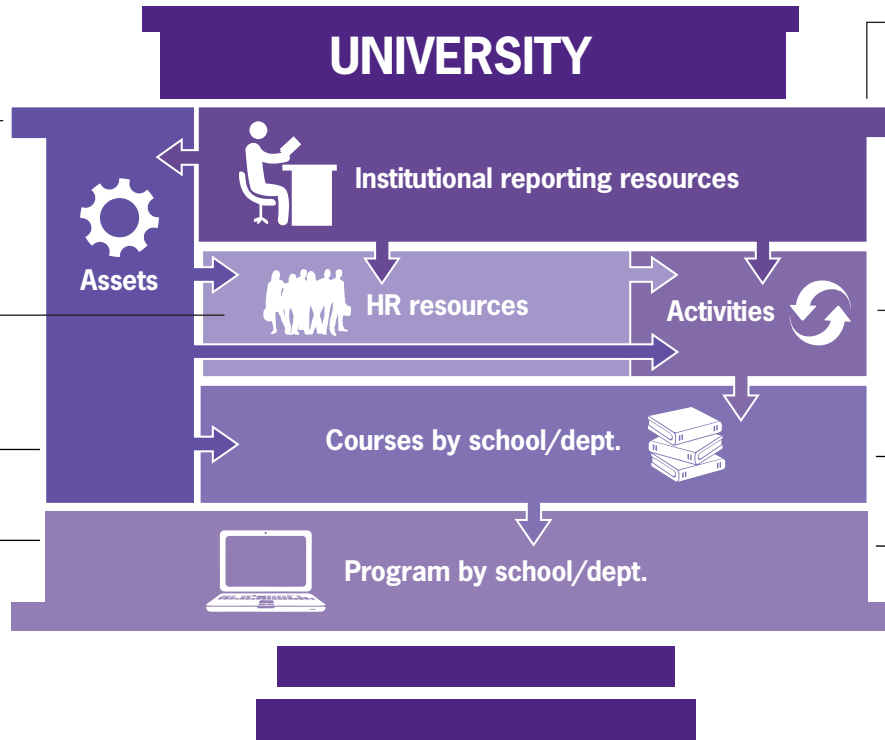 UNIVERSITY
Institutional reporting resources
Assets
HR resources
Activities
Courses by school/dept.
Program by school/dept.